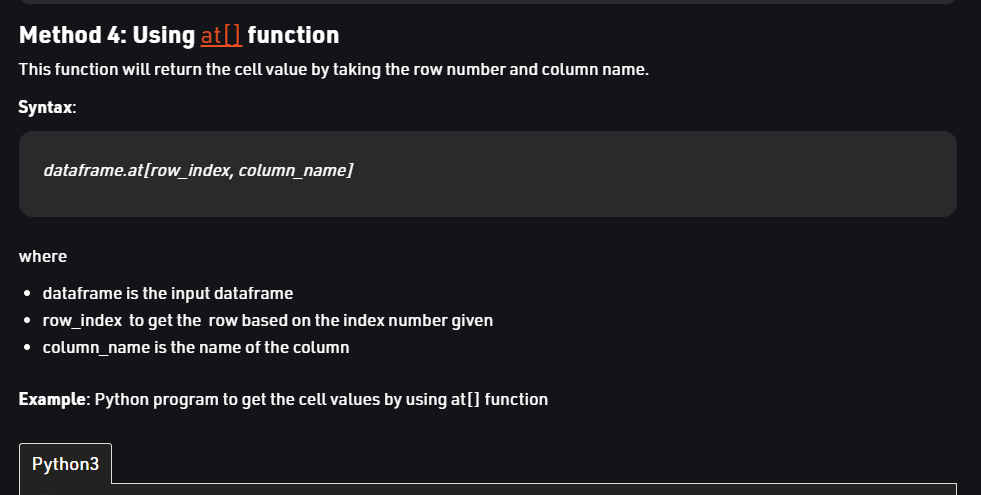 Method 4: Using at[] function
This function will return the cell value by taking the row number and column name.
Syntax:
dataframe.at[row_index, column_name]
where
• dataframe is the input dataframe
• row_index  to get the  row based on the index number given
• column_name is the name of the column
Example: Python program to get the cell values by using at[] function
Python3